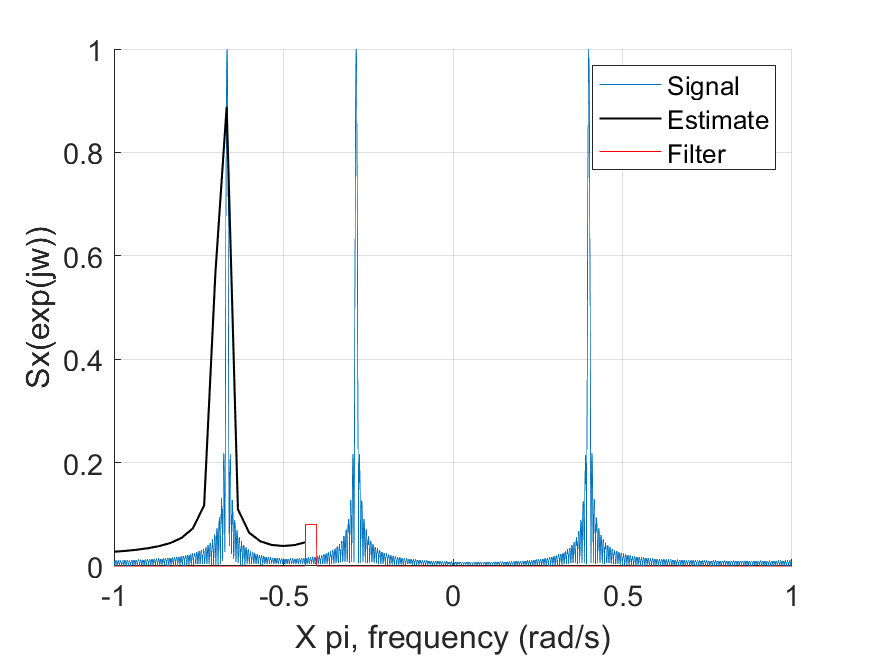 1
0.8
0.6
0.4
0.2
0
-1
-0.5
0
0.5
1
Sx(exp(jw))
X pi, frequency (rad/s)
Signal
Estimate
Filter